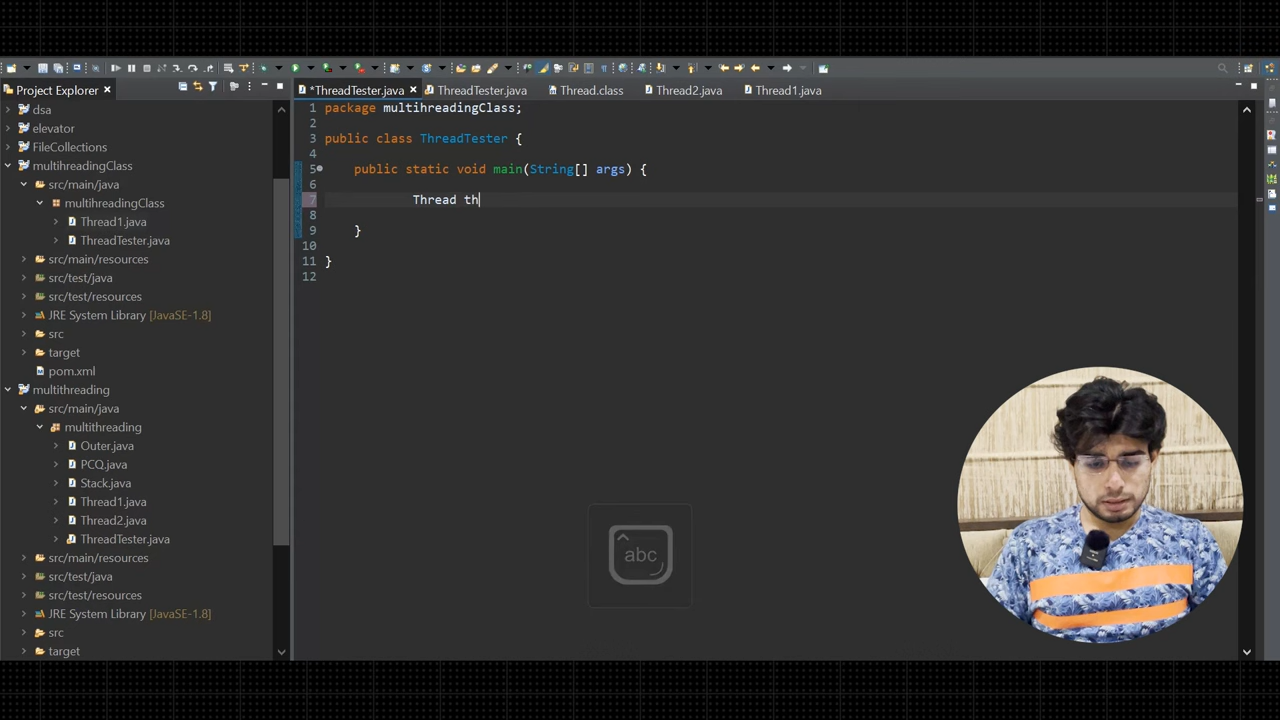 Project Explorer
dsa
elevator
FileCollections
multihreadingClass
src/main/java
multihreadingClass
Thread1.java
ThreadTester.java
src/main/resources
src/test/java
src/test/resources
JRE System Library [JavaSE-1.8]
src
target
pom.xml
multithreading
src/main/java
multithreading
Outer.java
PCQ.java
Stack.java
Thread1.java
Thread2.java
ThreadTester.java
src/main/resources
src/test/java
src/test/resources
JRE System Library [JavaSE-1.8]
src
target
*ThreadTester.java ThreadTester.java Thread.class Thread2.java Thread1.java
1 package multihreadingClass;
2
3 public class ThreadTester {
4
5 public static void main(String[] args) {
6
7 Thread th
8
9 }
10
11 }
12
abc